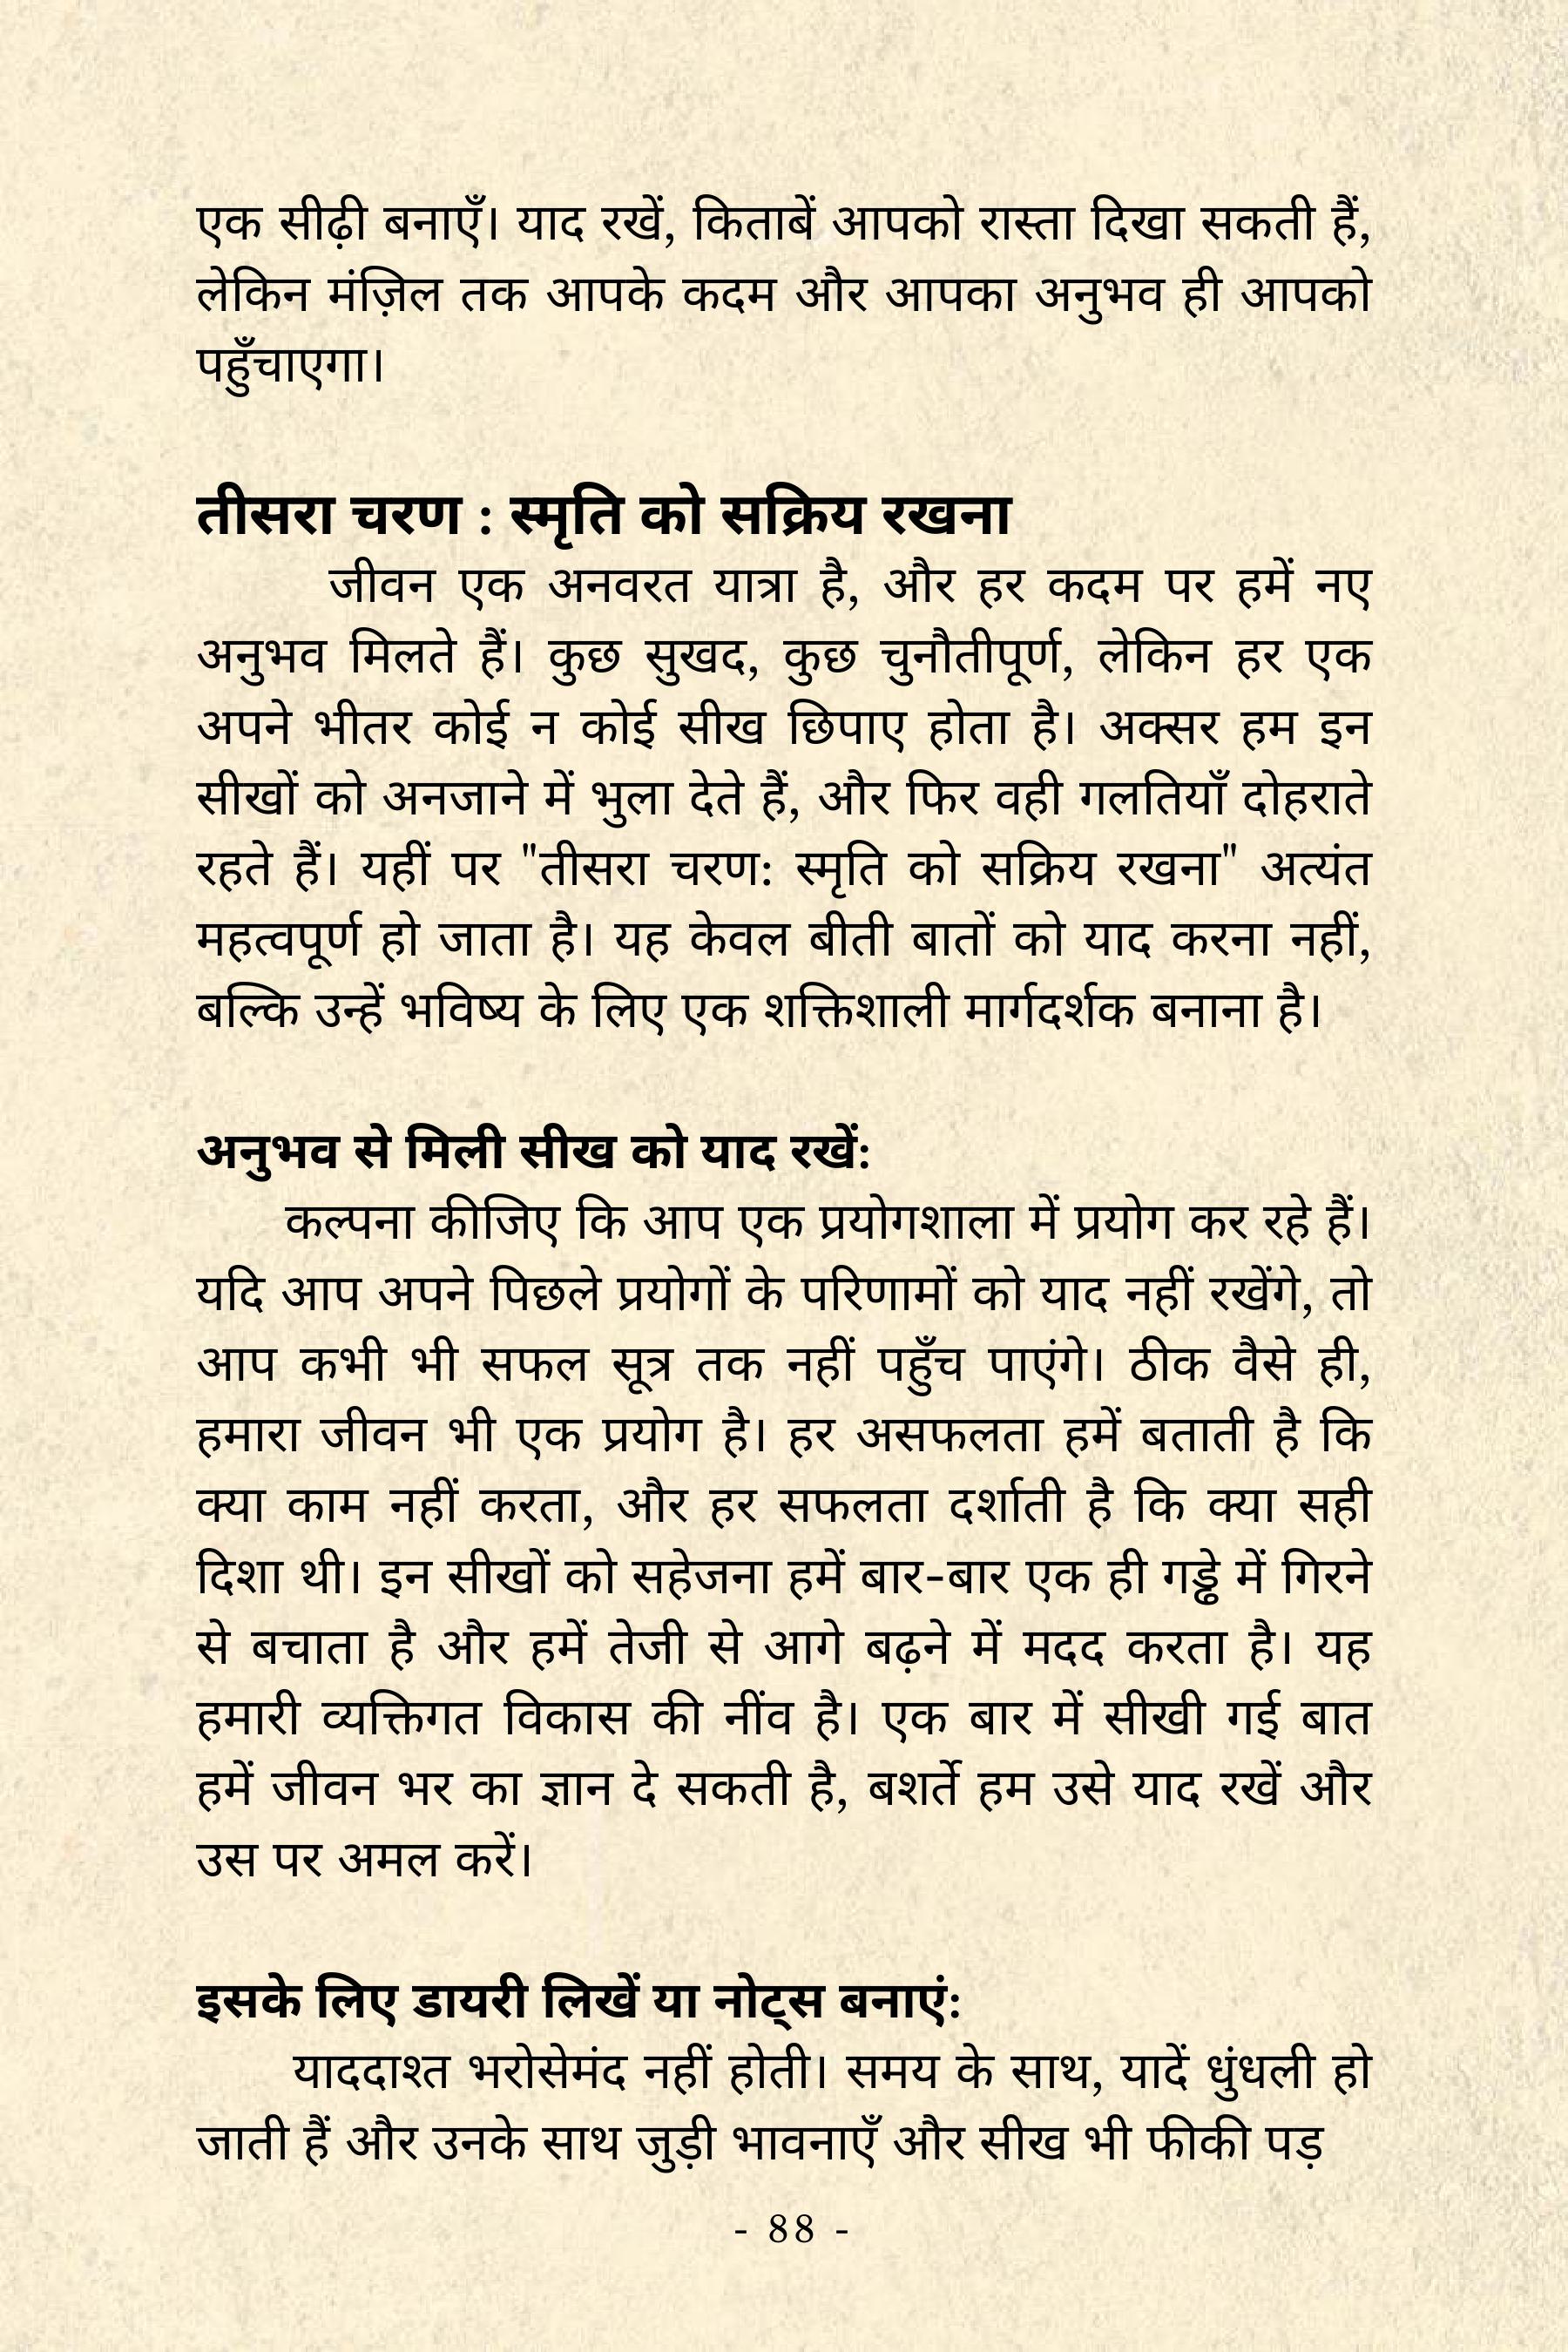 एक सीढ़ी बनाएँ। याद रखें, किताबें आपको रास्ता दिखा सकती हैं,
लेकिन मंज़िल तक आपके कदम और आपका अनुभव ही आपको
पहुँचाएगा।
तीसरा चरण : स्मृति को सक्रिय रखना
जीवन एक अनवरत यात्रा है, और हर कदम पर हमें नए
अनुभव मिलते हैं। कुछ सुखद, कुछ चुनौतीपूर्ण, लेकिन हर एक
अपने भीतर कोई न कोई सीख छिपाए होता है। अक्सर हम इन
सीखों को अनजाने में भुला देते हैं, और फिर वही गलतियाँ दोहराते
रहते हैं। यहीं पर "तीसरा चरण: स्मृति को सक्रिय रखना" अत्यंत
महत्वपूर्ण हो जाता है। यह केवल बीती बातों को याद करना नहीं,
बल्कि उन्हें भविष्य के लिए एक शक्तिशाली मार्गदर्शक बनाना है।
अनुभव से मिली सीख को याद रखें:
कल्पना कीजिए कि आप एक प्रयोगशाला में प्रयोग कर रहे हैं।
यदि आप अपने पिछले प्रयोगों के परिणामों को याद नहीं रखेंगे, तो
आप कभी भी सफल सूत्र तक नहीं पहुँच पाएंगे। ठीक वैसे ही,
हमारा जीवन भी एक प्रयोग है। हर असफलता हमें बताती है कि
क्या काम नहीं करता, और हर सफलता दर्शाती है कि क्या सही
दिशा थी। इन सीखों को सहेजना हमें बार-बार एक ही गड्ढे में गिरने
से बचाता है और हमें तेजी से आगे बढ़ने में मदद करता है। यह
हमारी व्यक्तिगत विकास की नींव है। एक बार में सीखी गई बात
हमें जीवन भर का ज्ञान दे सकती है, बशर्ते हम उसे याद रखें और
उस पर अमल करें।
इसके लिए डायरी लिखें या नोट्स बनाएं:
याददाश्त भरोसेमंद नहीं होती। समय के साथ, यादें धुंधली हो
जाती हैं और उनके साथ जुड़ी भावनाएँ और सीख भी फीकी पड़
- 88 -